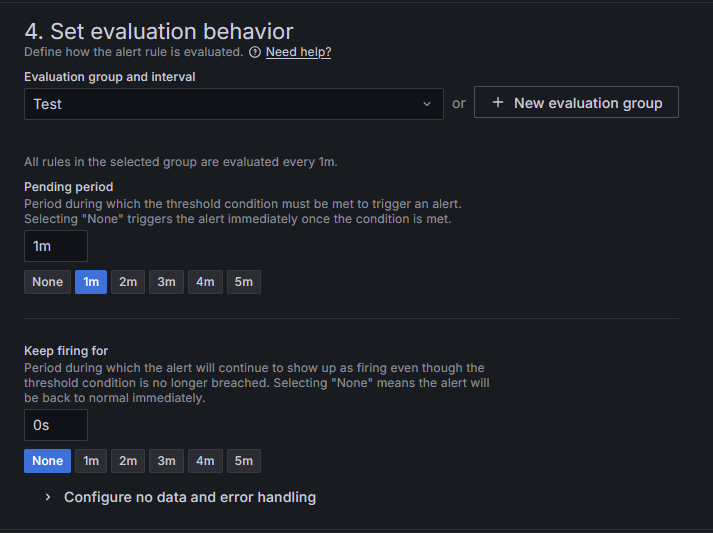 4. Set evaluation behavior
Define how the alert rule is evaluated. Need help?
Evaluation group and interval
Test or + New evaluation group
All rules in the selected group are evaluated every 1m.
Pending period
Period during which the threshold condition must be met to trigger an alert.
Selecting "None" triggers the alert immediately once the condition is met.
1m
None 1m 2m 3m 4m 5m
Keep firing for
Period during which the alert will continue to show up as firing even though the
threshold condition is no longer breached. Selecting "None" means the alert will
be back to normal immediately.
0s
None 1m 2m 3m 4m 5m
Configure no data and error handling